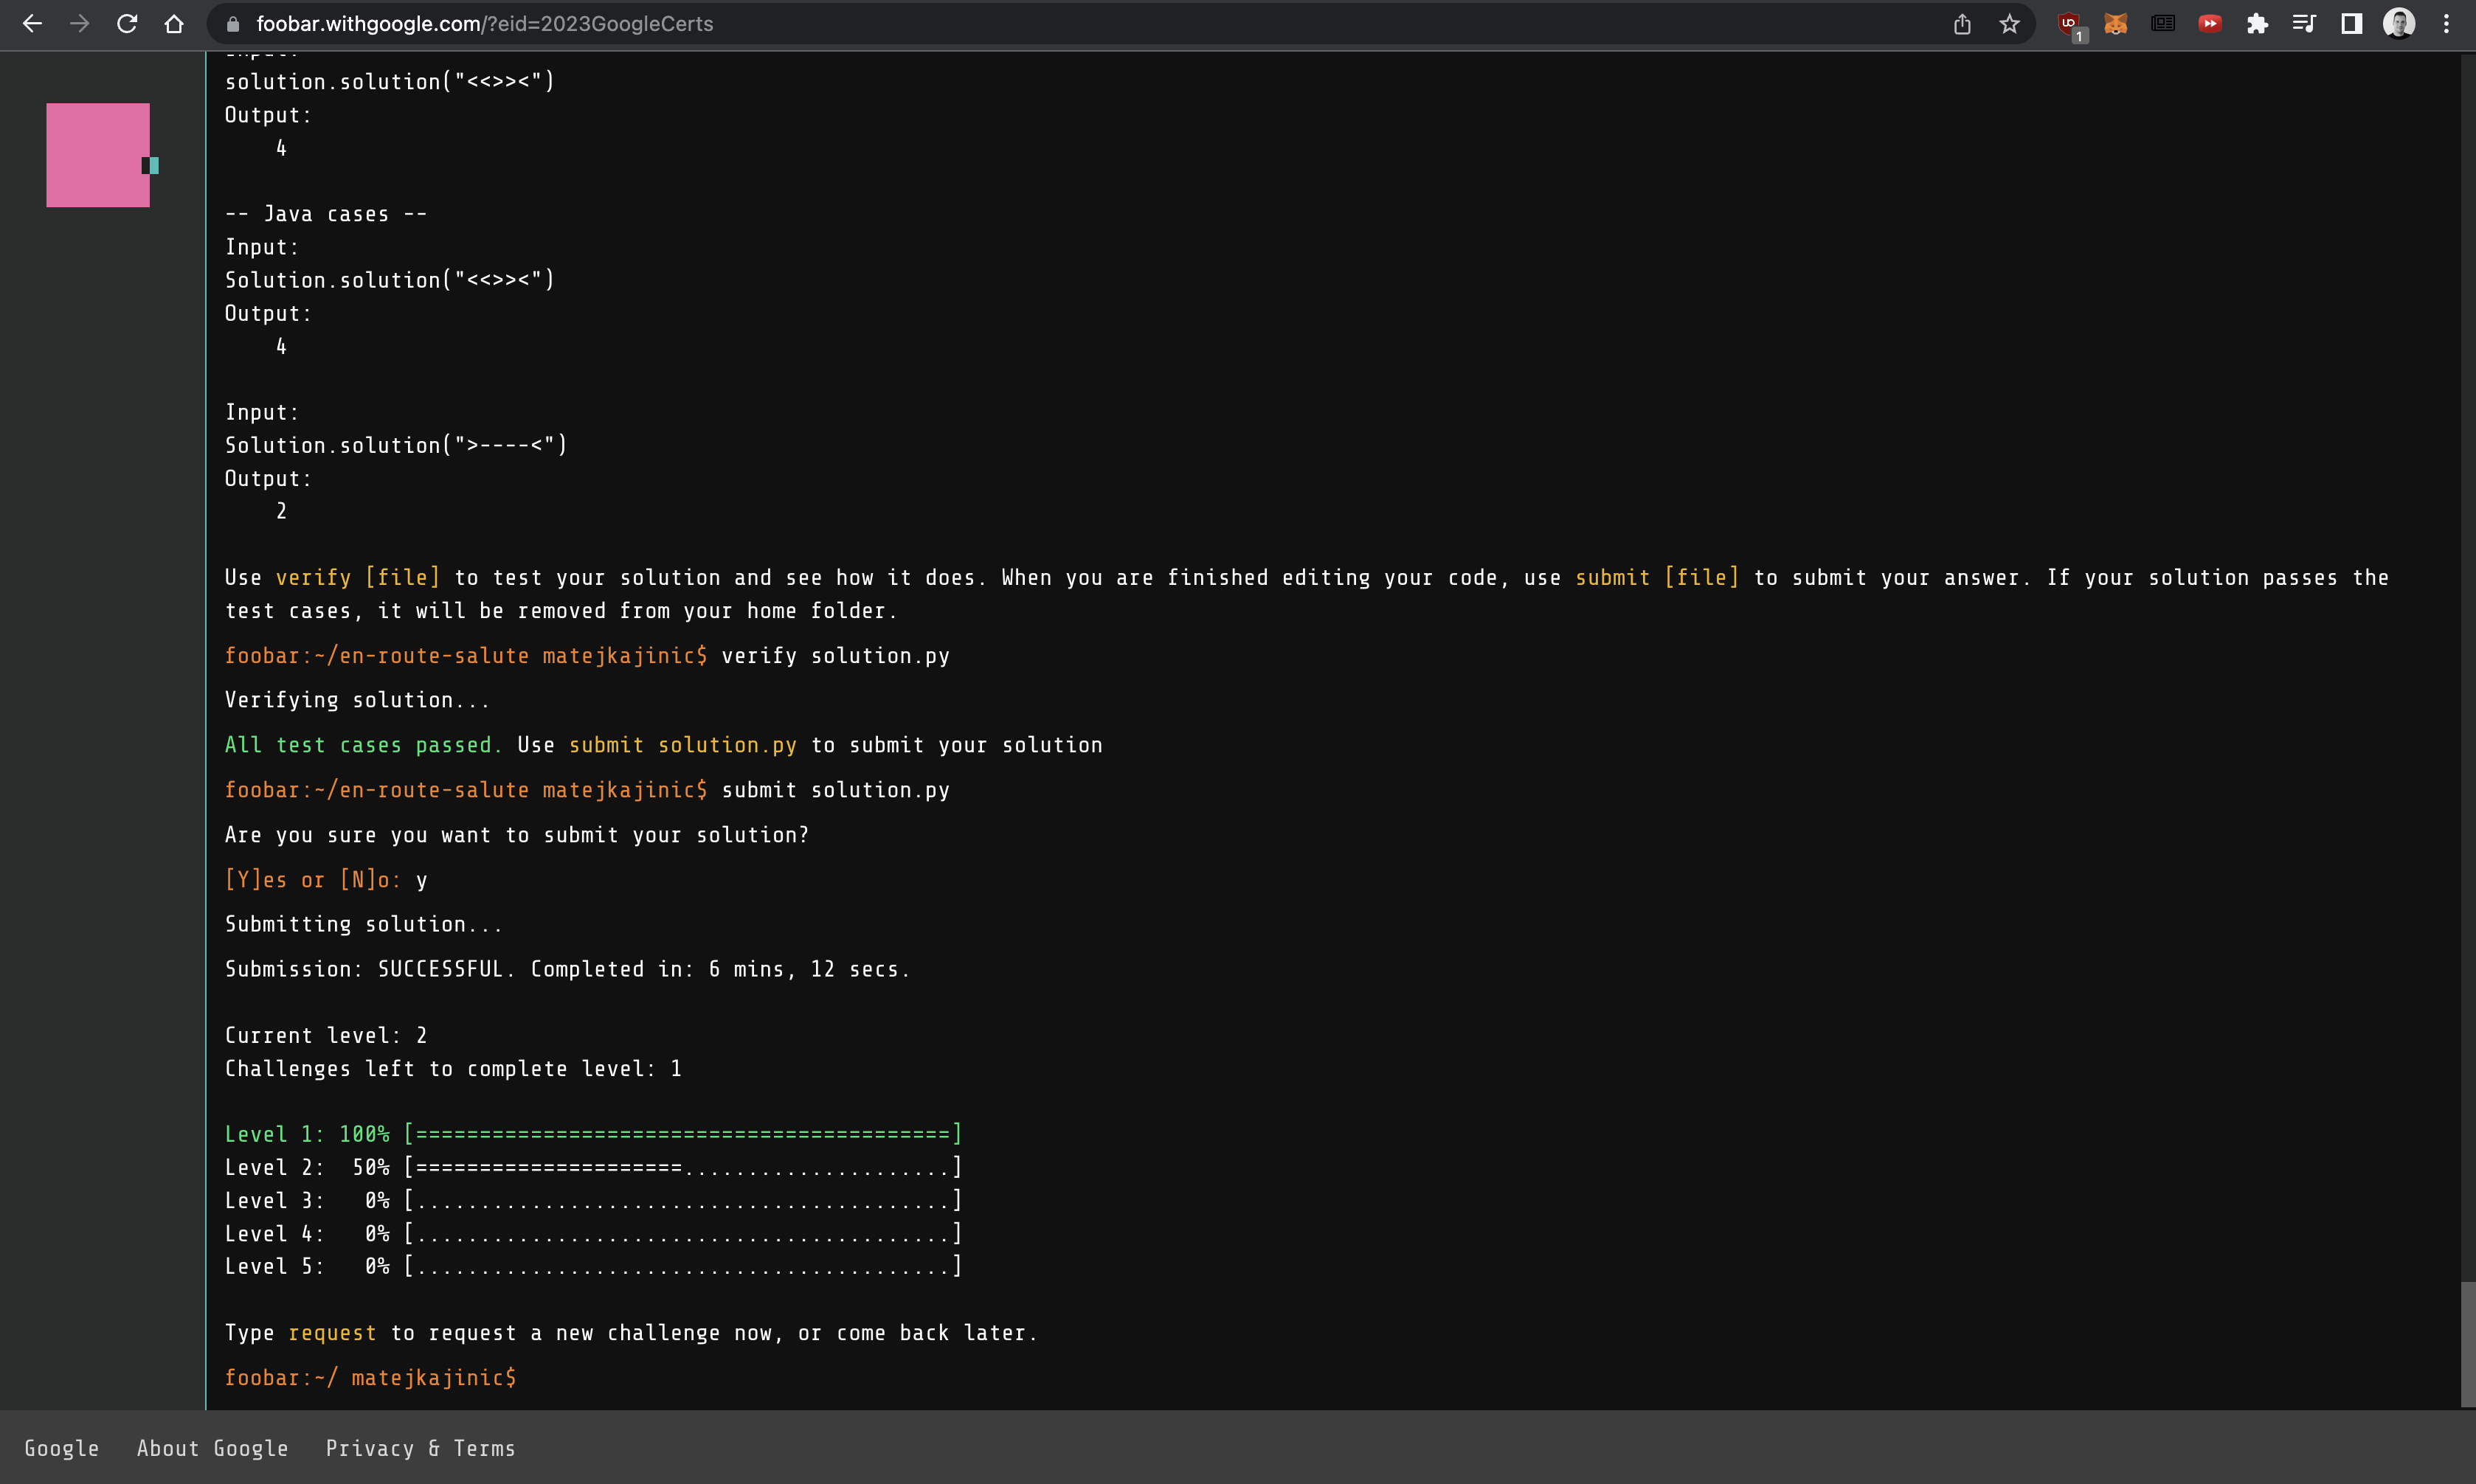 foobar.withgoogle.com/?eid=2023GoogleCerts
1
Input:
solution.solution("<<>><")
Output:
    4
-- Java cases --
Input:
Solution.solution("<<>><")
Output:
    4
Input:
Solution.solution(">----<")
Output:
    2
Use verify [file] to test your solution and see how it does. When you are finished editing your code, use submit [file] to submit your answer. If your solution passes the
test cases, it will be removed from your home folder.
foobar:~/en-route-salute matejkajinic$ verify solution.py
Verifying solution...
All test cases passed. Use submit solution.py to submit your solution
foobar:~/en-route-salute matejkajinic$ submit solution.py
Are you sure you want to submit your solution?
[Y]es or [N]o: y
Submitting solution...
Submission: SUCCESSFUL. Completed in: 6 mins, 12 secs.
Current level: 2
Challenges left to complete level: 1
Level 1: 100% [==========================================]
Level 2:  50% [=====================.....................]
Level 3:   0% [..........................................]
Level 4:   0% [..........................................]
Level 5:   0% [..........................................]
Type request to request a new challenge now, or come back later.
foobar:~/ matejkajinic$
Google   About Google   Privacy & Terms